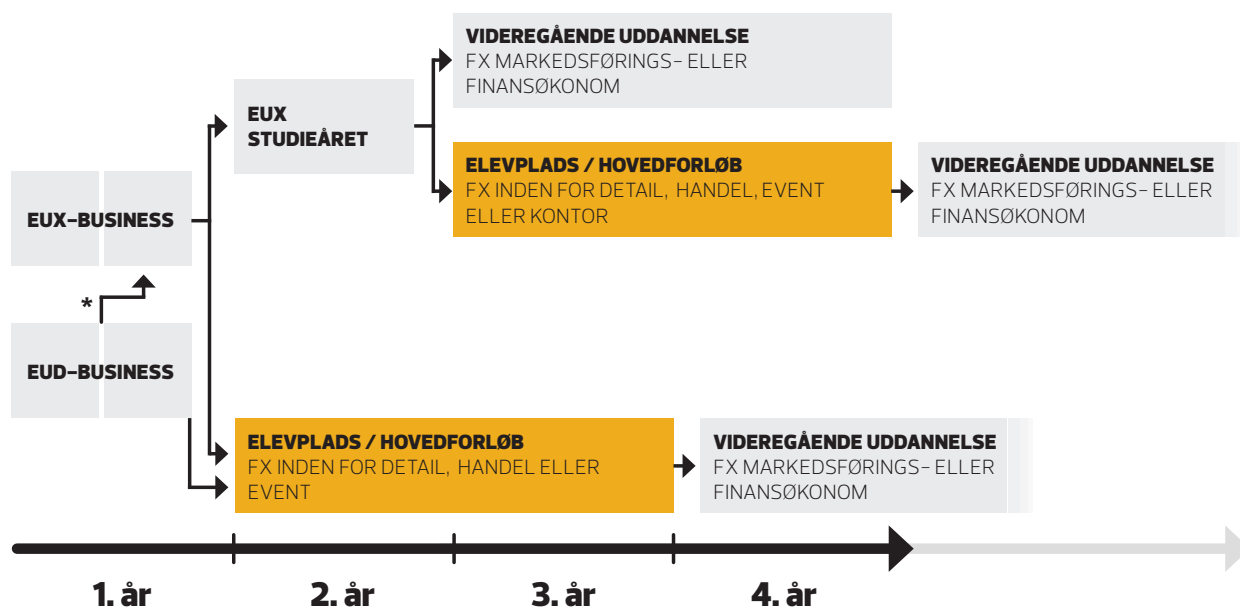 VIDEREGÅENDE UDDANNELSE
FX MARKEDSFØRINGS- ELLER
FINANSØKONOM
EUX
STUDIEÅRET
ELEVPLADS / HOVEDFORLØB
FX INDEN FOR DETAIL, HANDEL, EVENT
ELLER KONTOR
VIDEREGÅENDE UDDANNELSE
FX MARKEDSFØRINGS- ELLER
FINANSØKONOM
EUX-BUSINESS
*
EUD-BUSINESS
ELEVPLADS / HOVEDFORLØB
FX INDEN FOR DETAIL, HANDEL ELLER
EVENT
VIDEREGÅENDE UDDANNELSE
FX MARKEDSFØRINGS- ELLER
FINANSØKONOM
1. år
2. år
3. år
4. år